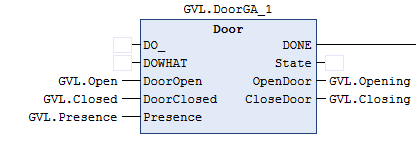 GVL.DoorGA_1
Door
DO_ DONE
DOWHAT State
GVL.Open DoorOpen OpenDoor GVL.Opening
GVL.Closed DoorClosed CloseDoor GVL.Closing
GVL.Presence Presence